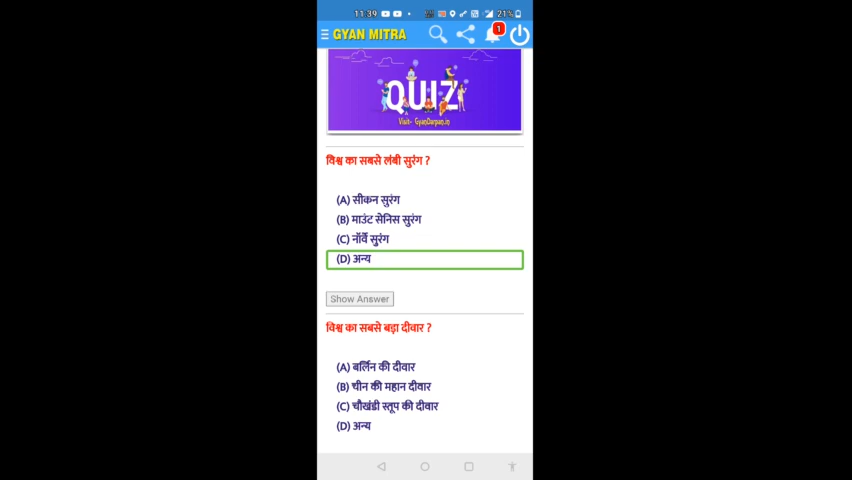 11:39 21%
GYAN MITRA 1
QUIZ
Visit- GyanDarpan.in
विश्व का सबसे लंबी सुरंग ?
(A) सीकन सुरंग
(B) माउंट सेनिस सुरंग
(C) नॉर्वे सुरंग
(D) अन्य
Show Answer
विश्व का सबसे बड़ा दीवार ?
(A) बर्लिन की दीवार
(B) चीन की महान दीवार
(C) चौखंडी स्तूप की दीवार
(D) अन्य